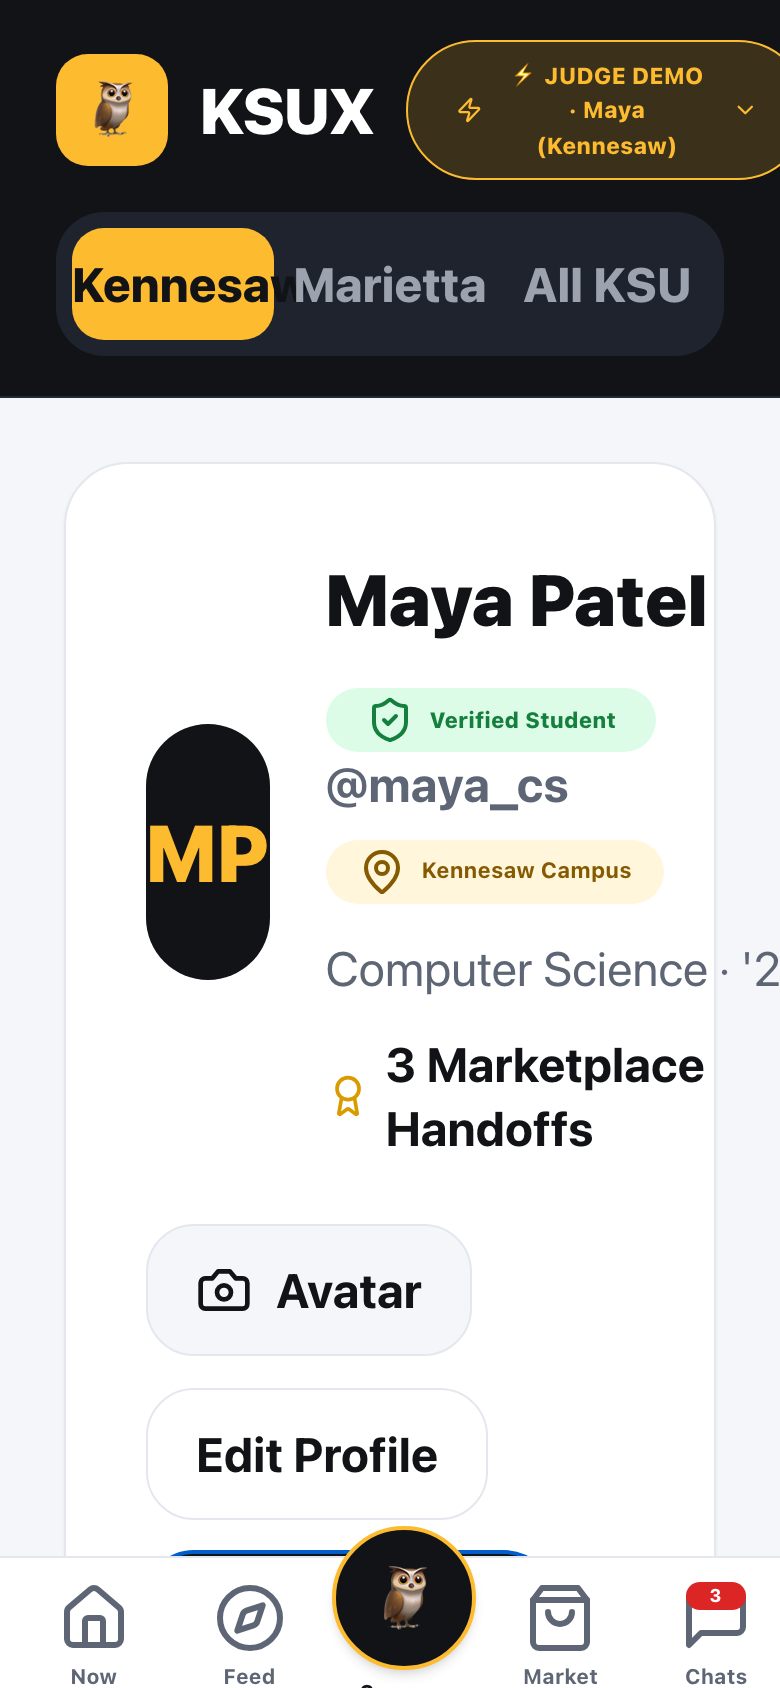 KSUX
⚡ JUDGE DEMO
· Maya
(Kennesaw)
Kennesaw
Marietta
All KSU
Maya Patel
Verified Student
@maya_cs
MP
Kennesaw Campus
Computer Science · '2
3 Marketplace
Handoffs
Avatar
Edit Profile
3
Now
Feed
Market
Chats